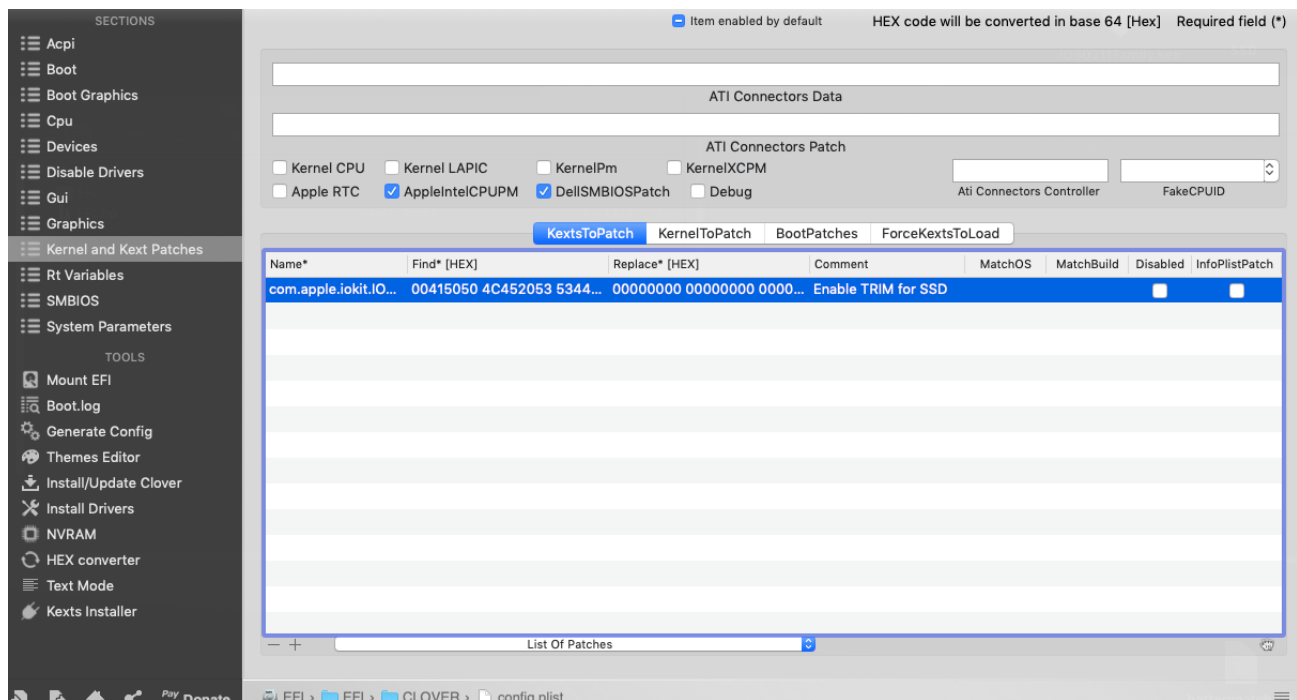 SECTIONS
Acpi
Boot
Boot Graphics
Cpu
Devices
Disable Drivers
Gui
Graphics
Kernel and Kext Patches
Rt Variables
SMBIOS
System Parameters
TOOLS
Mount EFI
Boot.log
Generate Config
Themes Editor
Install/Update Clover
Install Drivers
NVRAM
HEX converter
Text Mode
Kexts Installer
Pay Donate
Item enabled by default HEX code will be converted in base 64 [Hex] Required field (*)
ATI Connectors Data
ATI Connectors Patch
Kernel CPU Kernel LAPIC KernelPm KernelXCPM
Apple RTC AppleIntelCPUPM DellSMBIOSPatch Debug Ati Connectors Controller FakeCPUID
KextsToPatch KernelToPatch BootPatches ForceKextsToLoad
Name* Find* [HEX] Replace* [HEX] Comment MatchOS MatchBuild Disabled InfoPlistPatch
com.apple.iokit.IO... 00415050 4C452053 5344... 00000000 00000000 0000... Enable TRIM for SSD
List Of Patches
EFI › EFI › CLOVER › config.plist